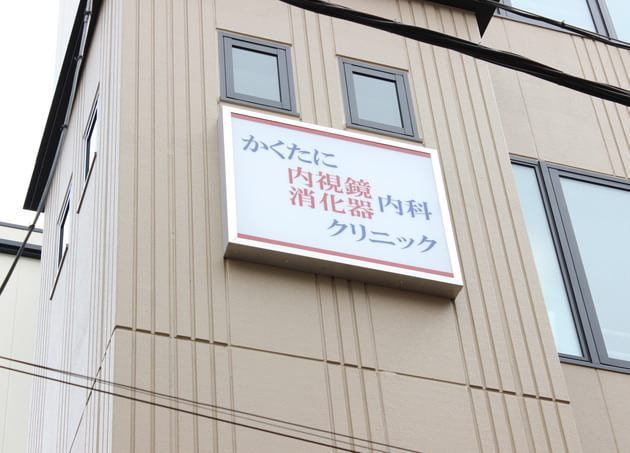 かくたに
内視鏡
消化器 内科
クリニック